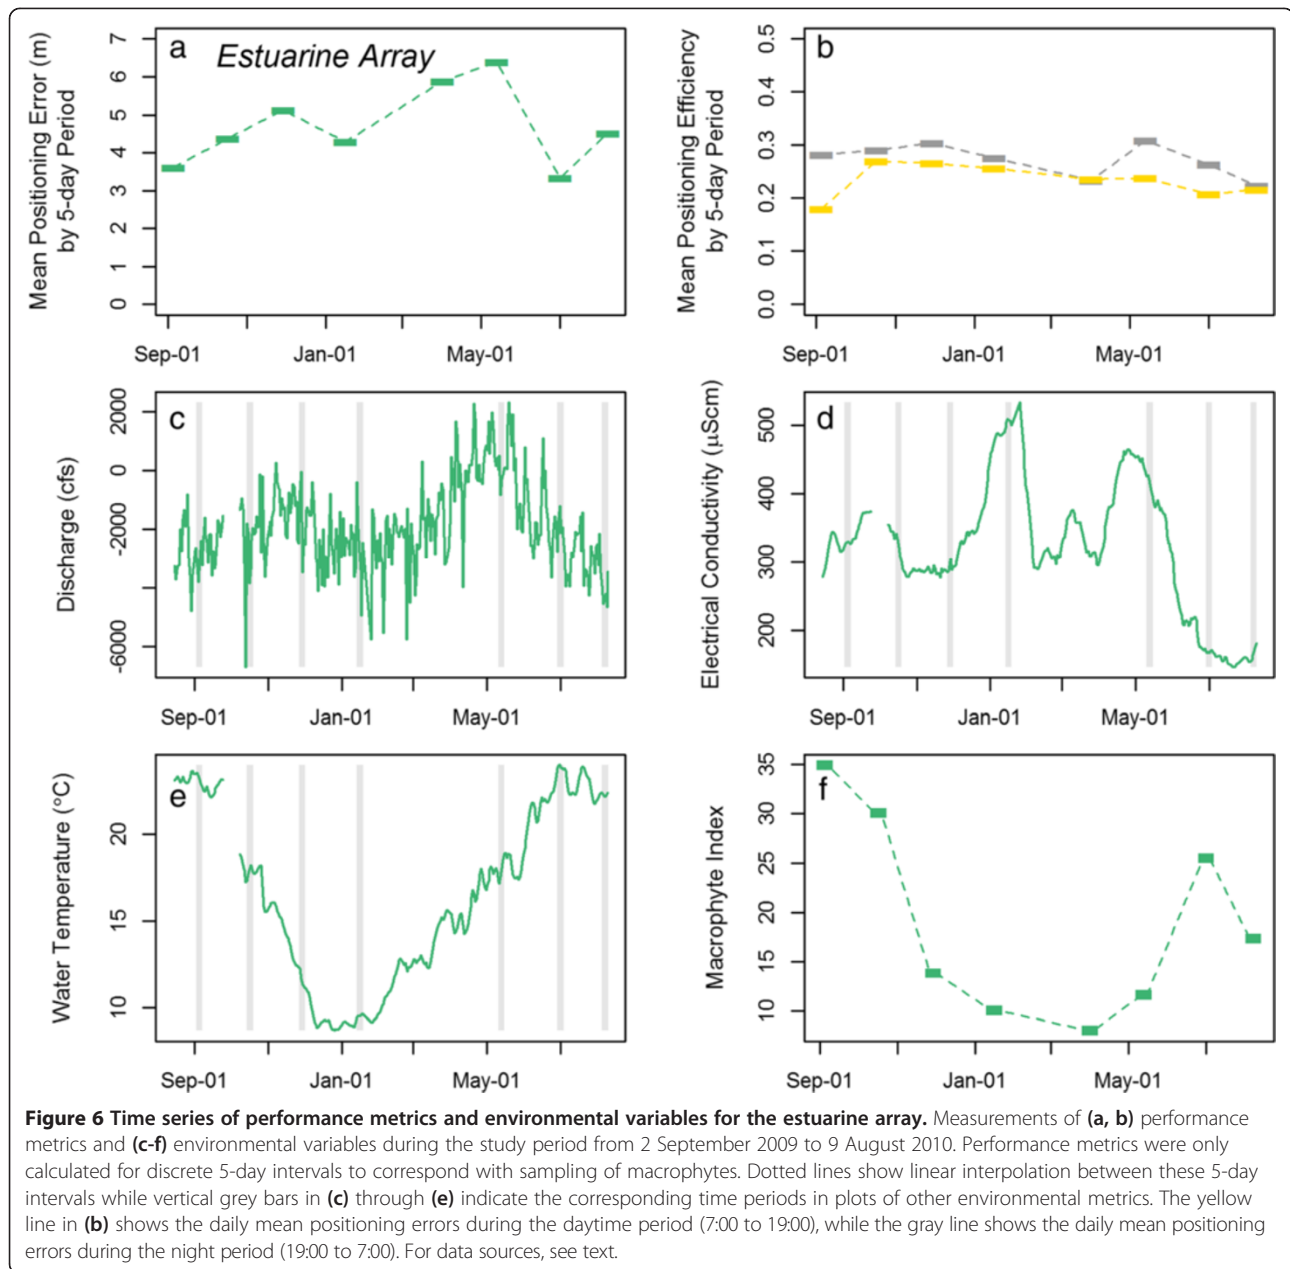 a
Estuarine Array
Mean Positioning Error (m)
by 5-day Period
7
6
5
4
3
2
1
0
Sep-01 Jan-01 May-01
b
Mean Positioning Efficiency
by 5-day Period
0.5
0.4
0.3
0.2
0.1
0.0
Sep-01 Jan-01 May-01
c
Discharge (cfs)
2000
0
-2000
-6000
Sep-01 Jan-01 May-01
d
Electrical Conductivity (μScm)
500
400
300
200
Sep-01 Jan-01 May-01
e
Water Temperature (°C)
20
15
10
Sep-01 Jan-01 May-01
f
Macrophyte Index
35
30
25
20
15
10
Sep-01 Jan-01 May-01
Figure 6 Time series of performance metrics and environmental variables for the estuarine array. Measurements of (a, b) performance
metrics and (c-f) environmental variables during the study period from 2 September 2009 to 9 August 2010. Performance metrics were only
calculated for discrete 5-day intervals to correspond with sampling of macrophytes. Dotted lines show linear interpolation between these 5-day
intervals while vertical grey bars in (c) through (e) indicate the corresponding time periods in plots of other environmental metrics. The yellow
line in (b) shows the daily mean positioning errors during the daytime period (7:00 to 19:00), while the gray line shows the daily mean positioning
errors during the night period (19:00 to 7:00). For data sources, see text.